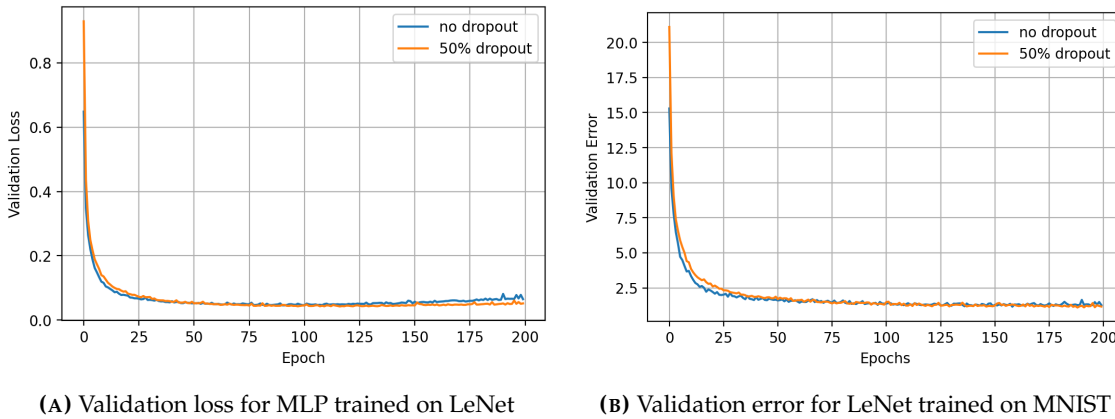 no dropout
50% dropout
0.8
0.6
0.4
0.2
0.0
Validation Loss
0 25 50 75 100 125 150 175 200
Epoch
(A) Validation loss for MLP trained on LeNet
no dropout
50% dropout
20.0
17.5
15.0
12.5
10.0
7.5
5.0
2.5
Validation Error
0 25 50 75 100 125 150 175 200
Epochs
(B) Validation error for LeNet trained on MNIST